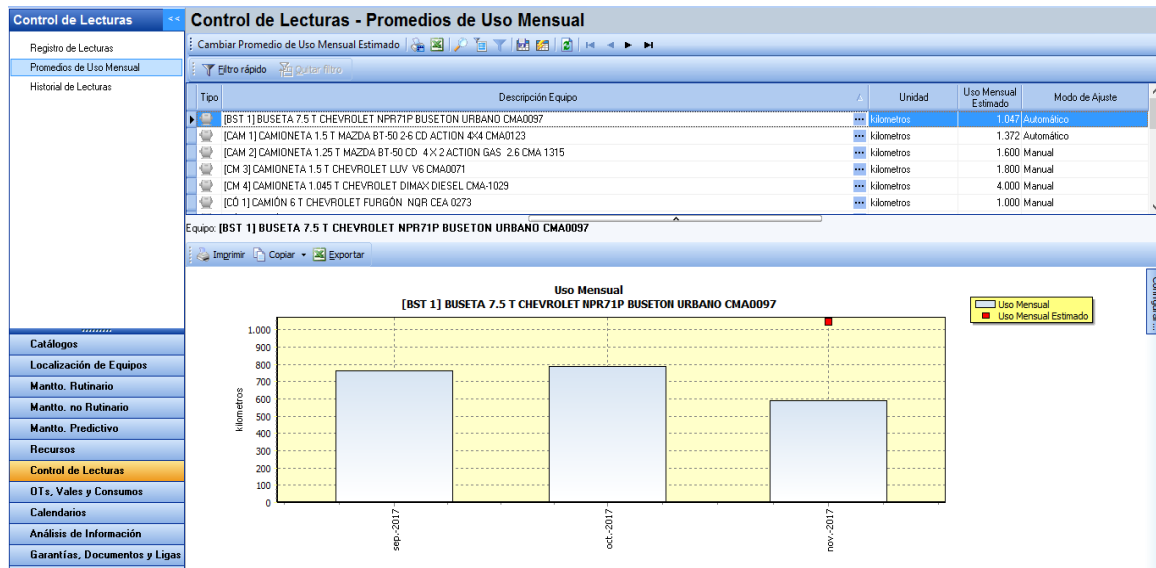 Control de Lecturas <<
Registro de Lecturas
Promedios de Uso Mensual
Historial de Lecturas
Catálogos
Localización de Equipos
Mantto. Rutinario
Mantto. no Rutinario
Mantto. Predictivo
Recursos
Control de Lecturas
OTs, Vales y Consumos
Calendarios
Análisis de Información
Garantías, Documentos y Ligas
Control de Lecturas - Promedios de Uso Mensual
Cambiar Promedio de Uso Mensual Estimado
Filtro rápido Quitar filtro
Tipo Descripción Equipo Unidad Uso Mensual Estimado Modo de Ajuste
[BST 1] BUSETA 7.5 T CHEVROLET NPR71P BUSETON URBANO CMA0097 ... kilometros 1.047 Automático
[CAM 1] CAMIONETA 1.5 T MAZDA BT-50 2-6 CD ACTION 4X4 CMA0123 ... kilometros 1.372 Automático
[CAM 2] CAMIONETA 1.25 T MAZDA BT-50 CD 4 X 2 ACTION GAS 2.6 CMA 1315 ... kilometros 1.600 Manual
[CM 3] CAMIONETA 1.5 T CHEVROLET LUV V6 CMA0071 ... kilometros 1.800 Manual
[CM 4] CAMIONETA 1.045 T CHEVROLET DIMAX DIESEL CMA-1029 ... kilometros 4.000 Manual
[CÓ 1] CAMIÓN 6 T CHEVROLET FURGÓN NQR CEA 0273 ... kilometros 1.000 Manual
Equipo: [BST 1] BUSETA 7.5 T CHEVROLET NPR71P BUSETON URBANO CMA0097
Imprimir Copiar Exportar
Uso Mensual
[BST 1] BUSETA 7.5 T CHEVROLET NPR71P BUSETON URBANO CMA0097
Uso Mensual
Uso Mensual Estimado
kilometros
1.000
900
800
700
600
500
400
300
200
100
0
sep.-2017
oct.-2017
nov.-2017